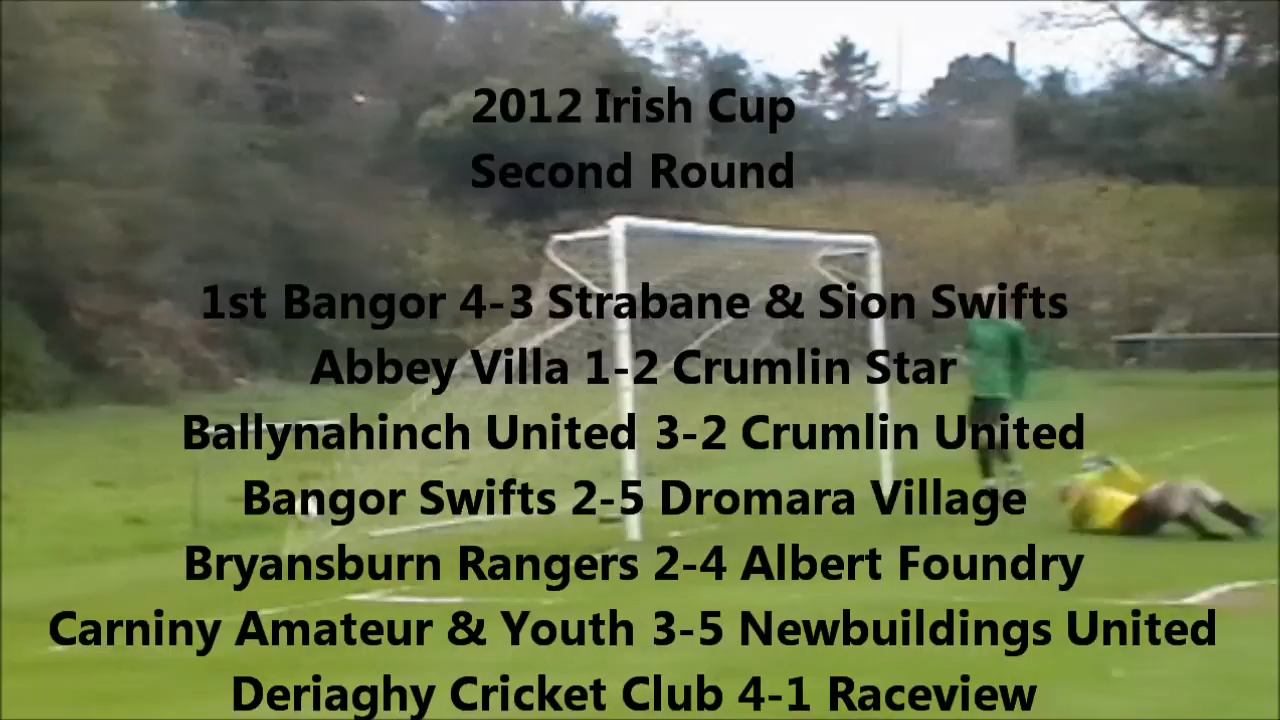 2012 Irish Cup
Second Round
1st Bangor 4-3 Strabane & Sion Swifts
Abbey Villa 1-2 Crumlin Star
Ballynahinch United 3-2 Crumlin United
Bangor Swifts 2-5 Dromara Village
Bryansburn Rangers 2-4 Albert Foundry
Carniny Amateur & Youth 3-5 Newbuildings United
Deriaghy Cricket Club 4-1 Raceview